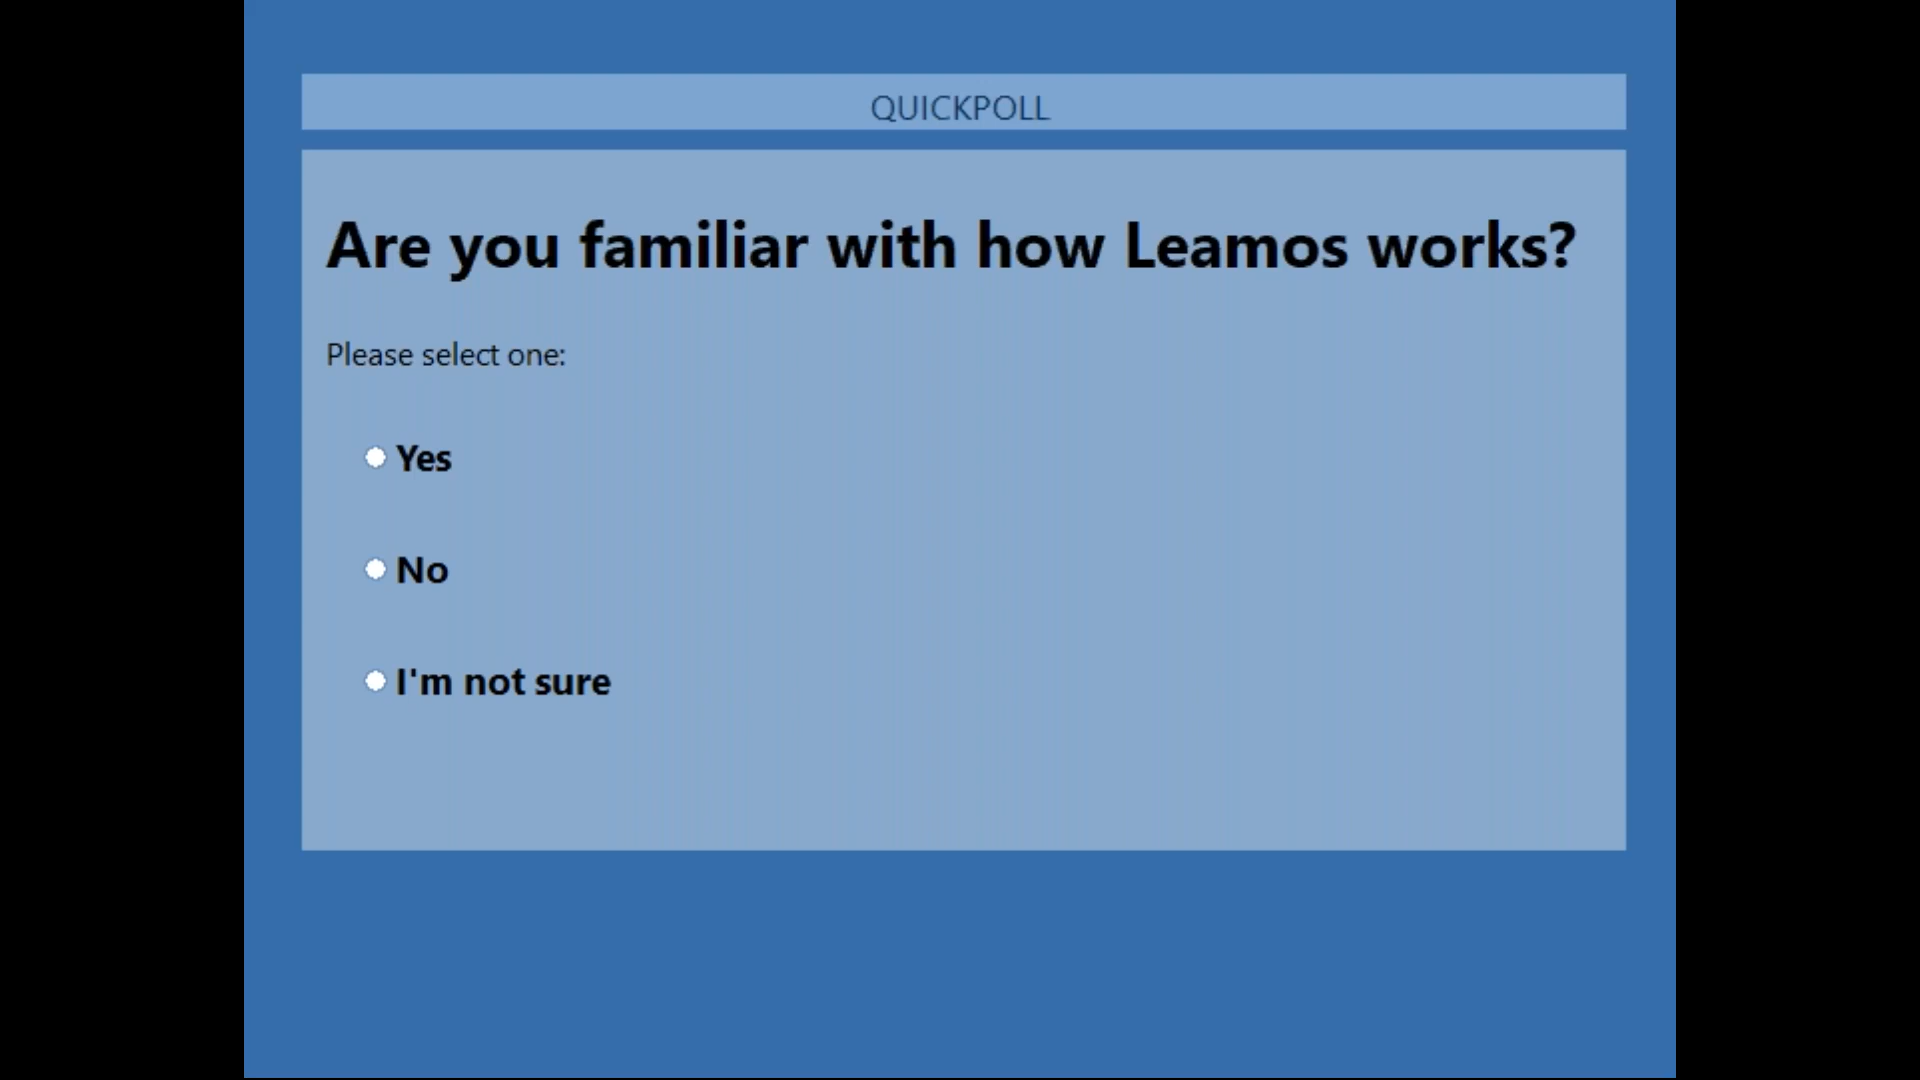 QUICKPOLL
Are you familiar with how Leamos works?
Please select one:
Yes
No
I'm not sure